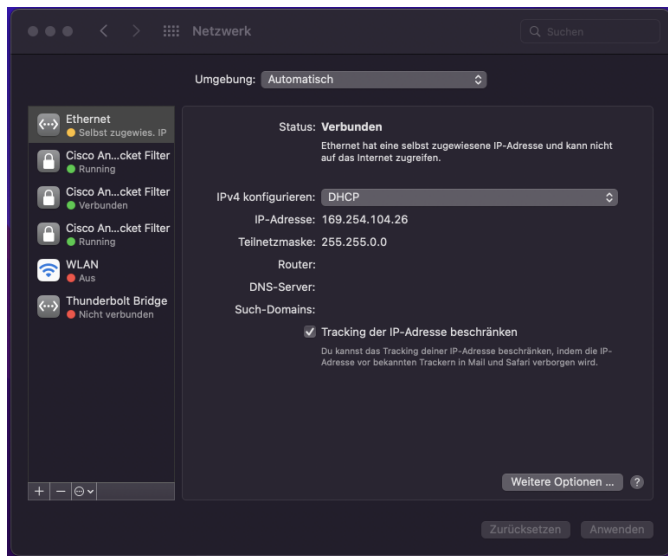 Netzwerk
Suchen
Umgebung: Automatisch
Ethernet
Selbst zugewies. IP
Cisco An...cket Filter
Running
Cisco An...cket Filter
Verbunden
Cisco An...cket Filter
Running
WLAN
Aus
Thunderbolt Bridge
Nicht verbunden
Status: Verbunden
Ethernet hat eine selbst zugewiesene IP-Adresse und kann nicht
auf das Internet zugreifen.
IPv4 konfigurieren: DHCP
IP-Adresse: 169.254.104.26
Teilnetzmaske: 255.255.0.0
Router:
DNS-Server:
Such-Domains:
Tracking der IP-Adresse beschränken
Du kannst das Tracking deiner IP-Adresse beschränken, indem die IP-
Adresse vor bekannten Trackern in Mail und Safari verborgen wird.
Weitere Optionen ... ?
Zurücksetzen Anwenden